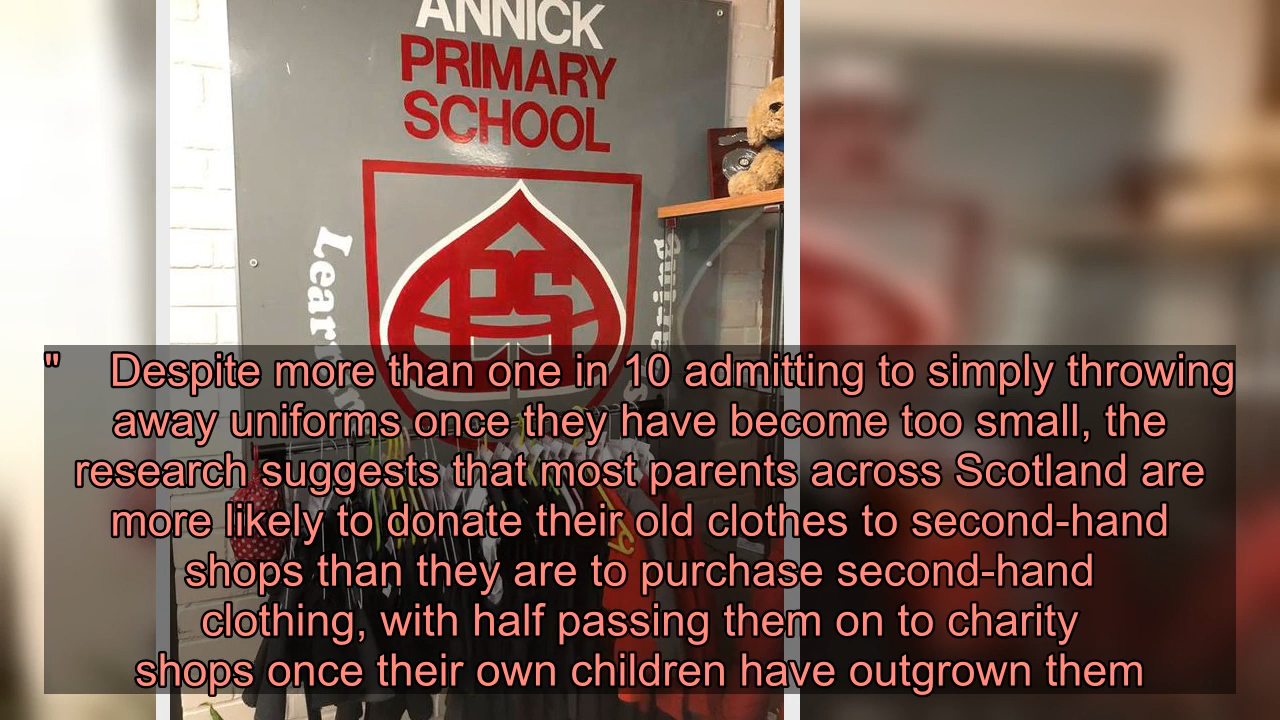 ANNICK
PRIMARY
SCHOOL
" Despite more than one in 10 admitting to simply throwing
away uniforms once they have become too small, the
research suggests that most parents across Scotland are
more likely to donate their old clothes to second-hand
shops than they are to purchase second-hand
clothing, with half passing them on to charity
shops once their own children have outgrown them